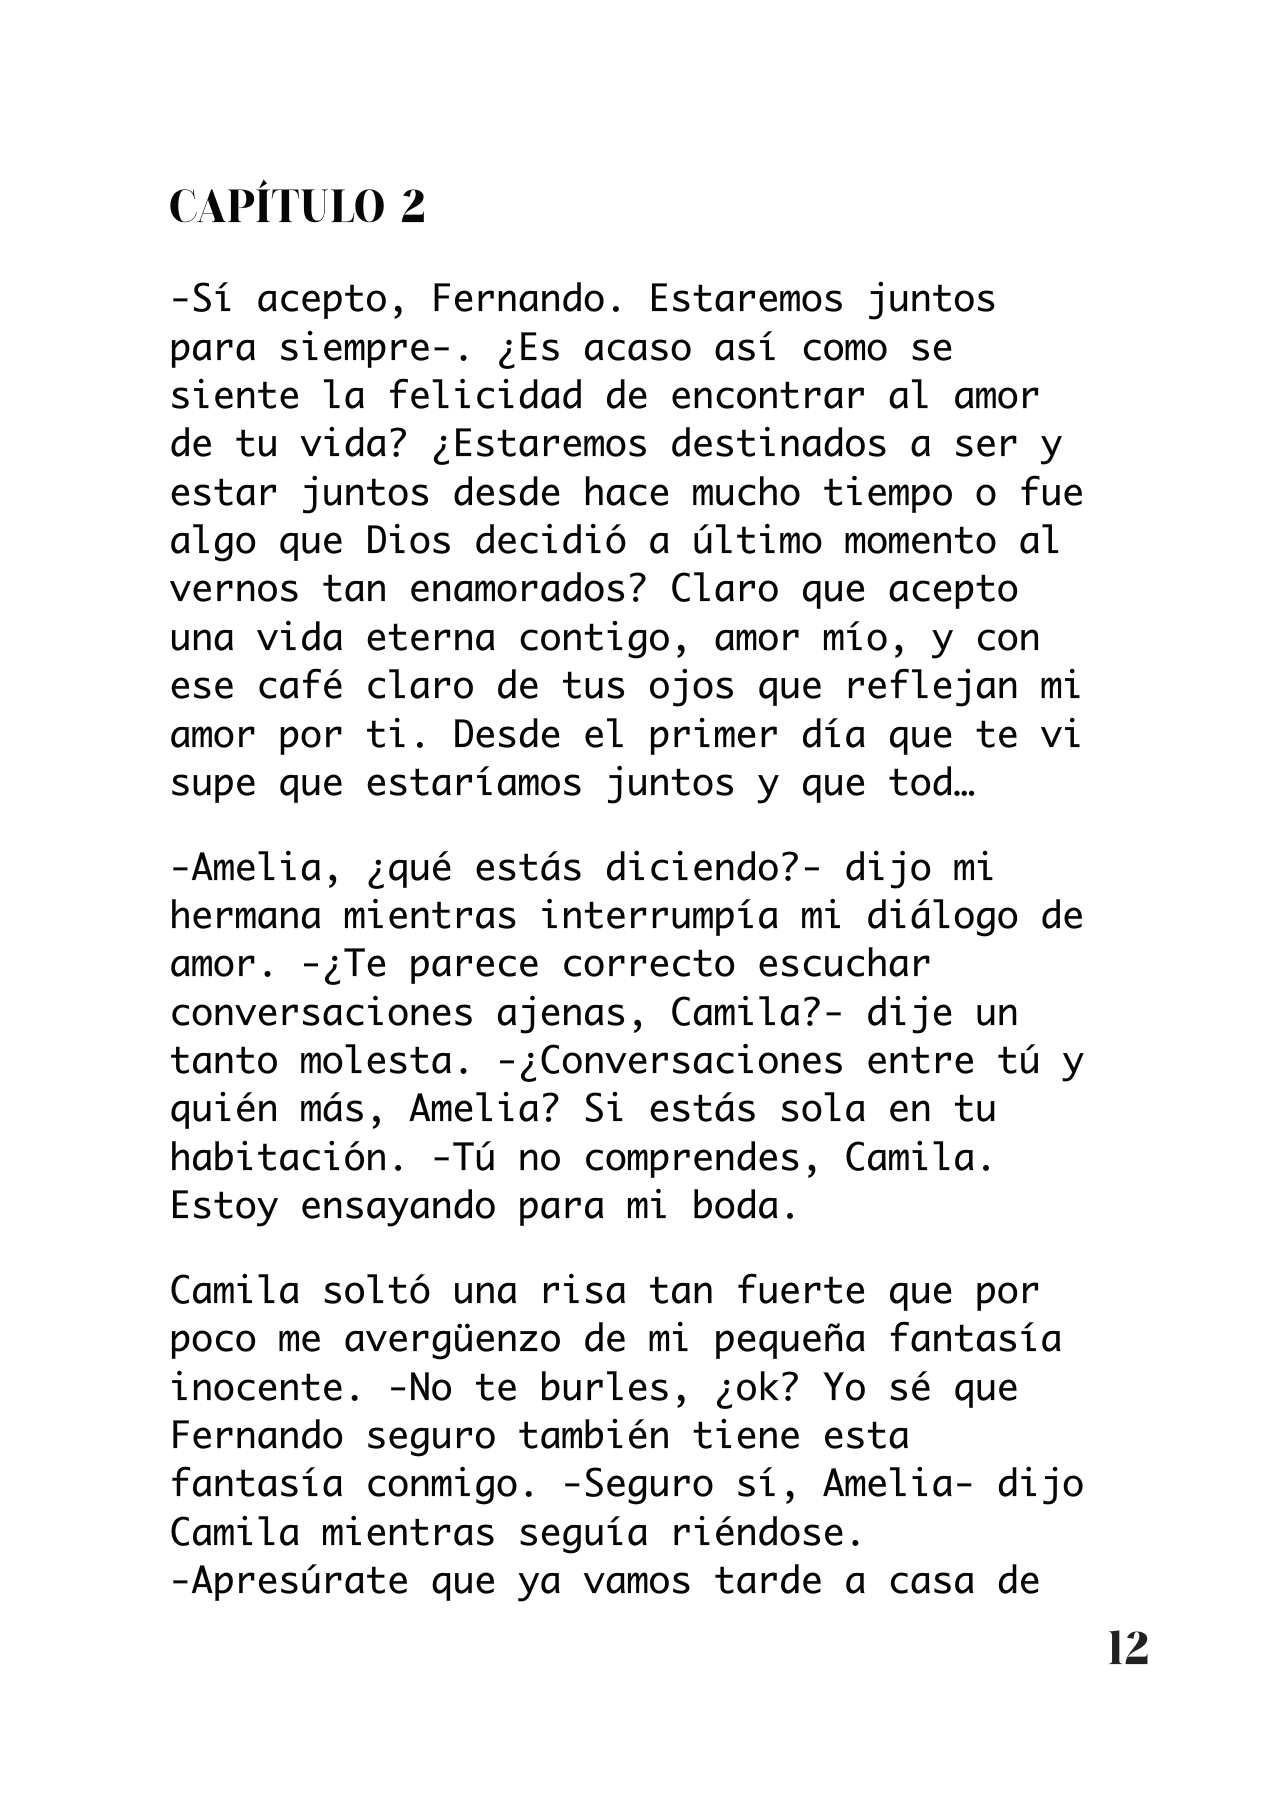 CAPÍTULO 2
-Sí acepto, Fernando. Estaremos juntos
para siempre-. ¿Es acaso así como se
siente la felicidad de encontrar al amor
de tu vida? ¿Estaremos destinados a ser y
estar juntos desde hace mucho tiempo o fue
algo que Dios decidió a último momento al
vernos tan enamorados? Claro que acepto
una vida eterna contigo, amor mío, y con
ese café claro de tus ojos que reflejan mi
amor por ti. Desde el primer día que te vi
supe que estaríamos juntos y que tod…
-Amelia, ¿qué estás diciendo?- dijo mi
hermana mientras interrumpía mi diálogo de
amor. -¿Te parece correcto escuchar
conversaciones ajenas, Camila?- dije un
tanto molesta. -¿Conversaciones entre tú y
quién más, Amelia? Si estás sola en tu
habitación. -Tú no comprendes, Camila.
Estoy ensayando para mi boda.
Camila soltó una risa tan fuerte que por
poco me avergüenzo de mi pequeña fantasía
inocente. -No te burles, ¿ok? Yo sé que
Fernando seguro también tiene esta
fantasía conmigo. -Seguro sí, Amelia- dijo
Camila mientras seguía riéndose.
-Apresúrate que ya vamos tarde a casa de
12